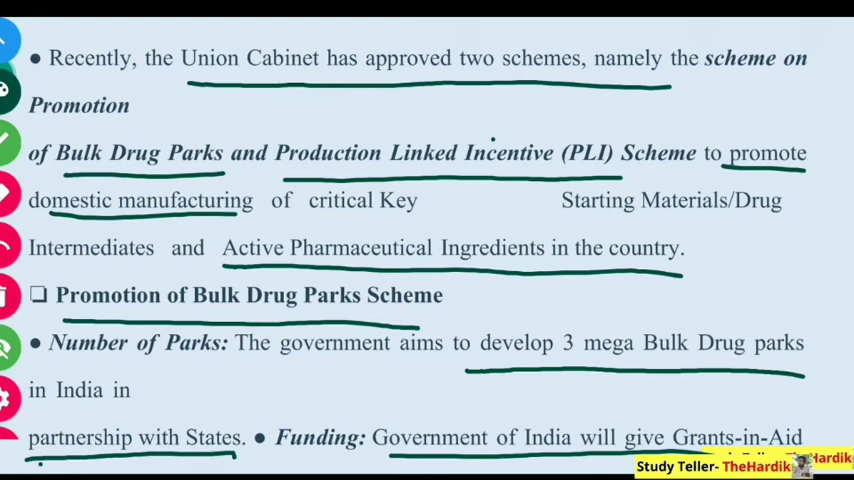 ● Recently, the Union Cabinet has approved two schemes, namely the scheme on
Promotion
of Bulk Drug Parks and Production Linked Incentive (PLI) Scheme to promote
domestic manufacturing of critical Key Starting Materials/Drug
Intermediates and Active Pharmaceutical Ingredients in the country.
❑ Promotion of Bulk Drug Parks Scheme
● Number of Parks: The government aims to develop 3 mega Bulk Drug parks
in India in
partnership with States. ● Funding: Government of India will give Grants-in-Aid
Study Teller- TheHardik